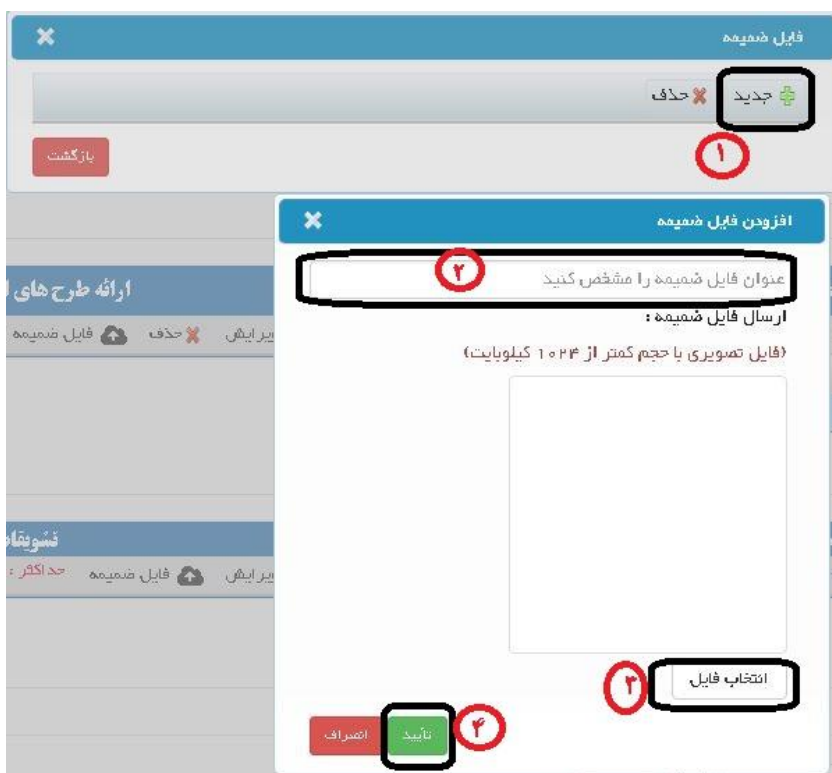 فایل ضمیمه
جدید حذف
۱
بازگشت
افزودن فایل ضمیمه
۲
عنوان فایل ضمیمه را مشخص کنید
ارسال فایل ضمیمه :
(فایل تصویری با حجم کمتر از ۱۰۲۴ کیلوبایت)
ارائه طرح های
ویرایش حذف فایل ضمیمه
ویرایش فایل ضمیمه حداکثر :
انتخاب فایل
۳
تأیید انصراف
۴